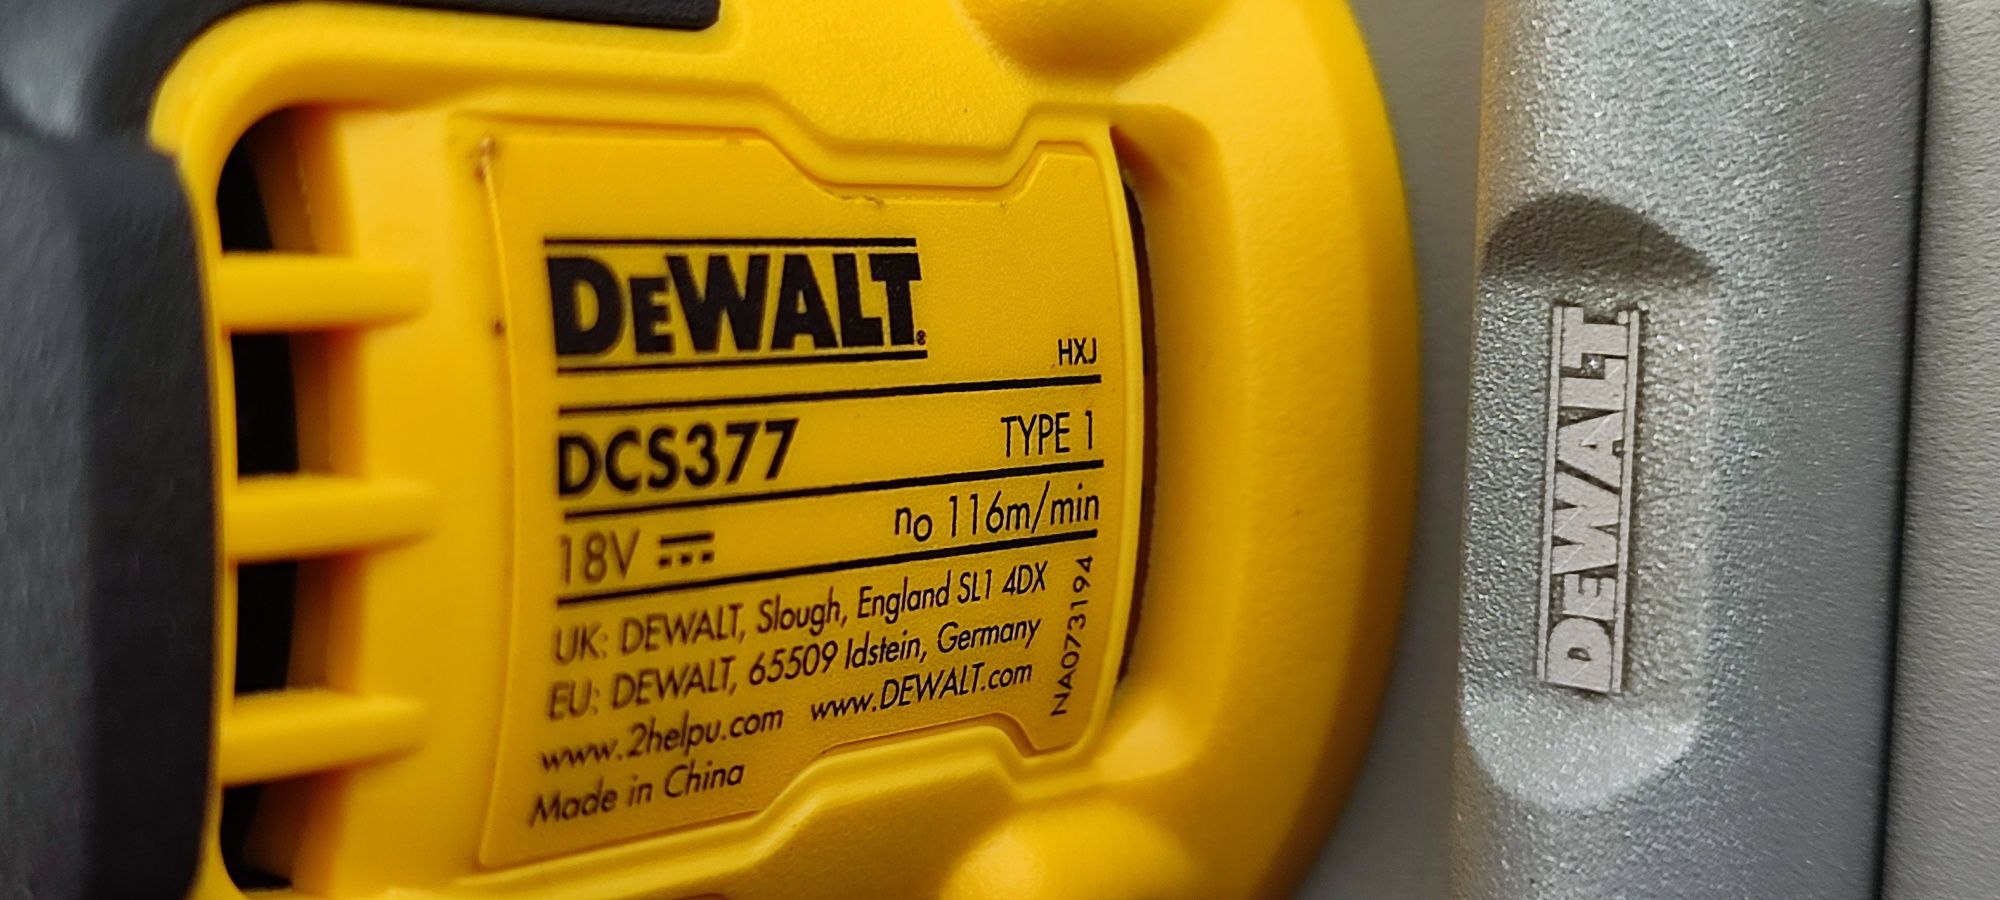 DEWALT®
HXJ
DCS377 TYPE 1
18V no 116m/min
UK: DEWALT, Slough, England SL1 4DX
EU: DEWALT, 65509 Idstein, Germany
www.2helpu.com www.DEWALT.com
Made in China
NA073194
DEWALT